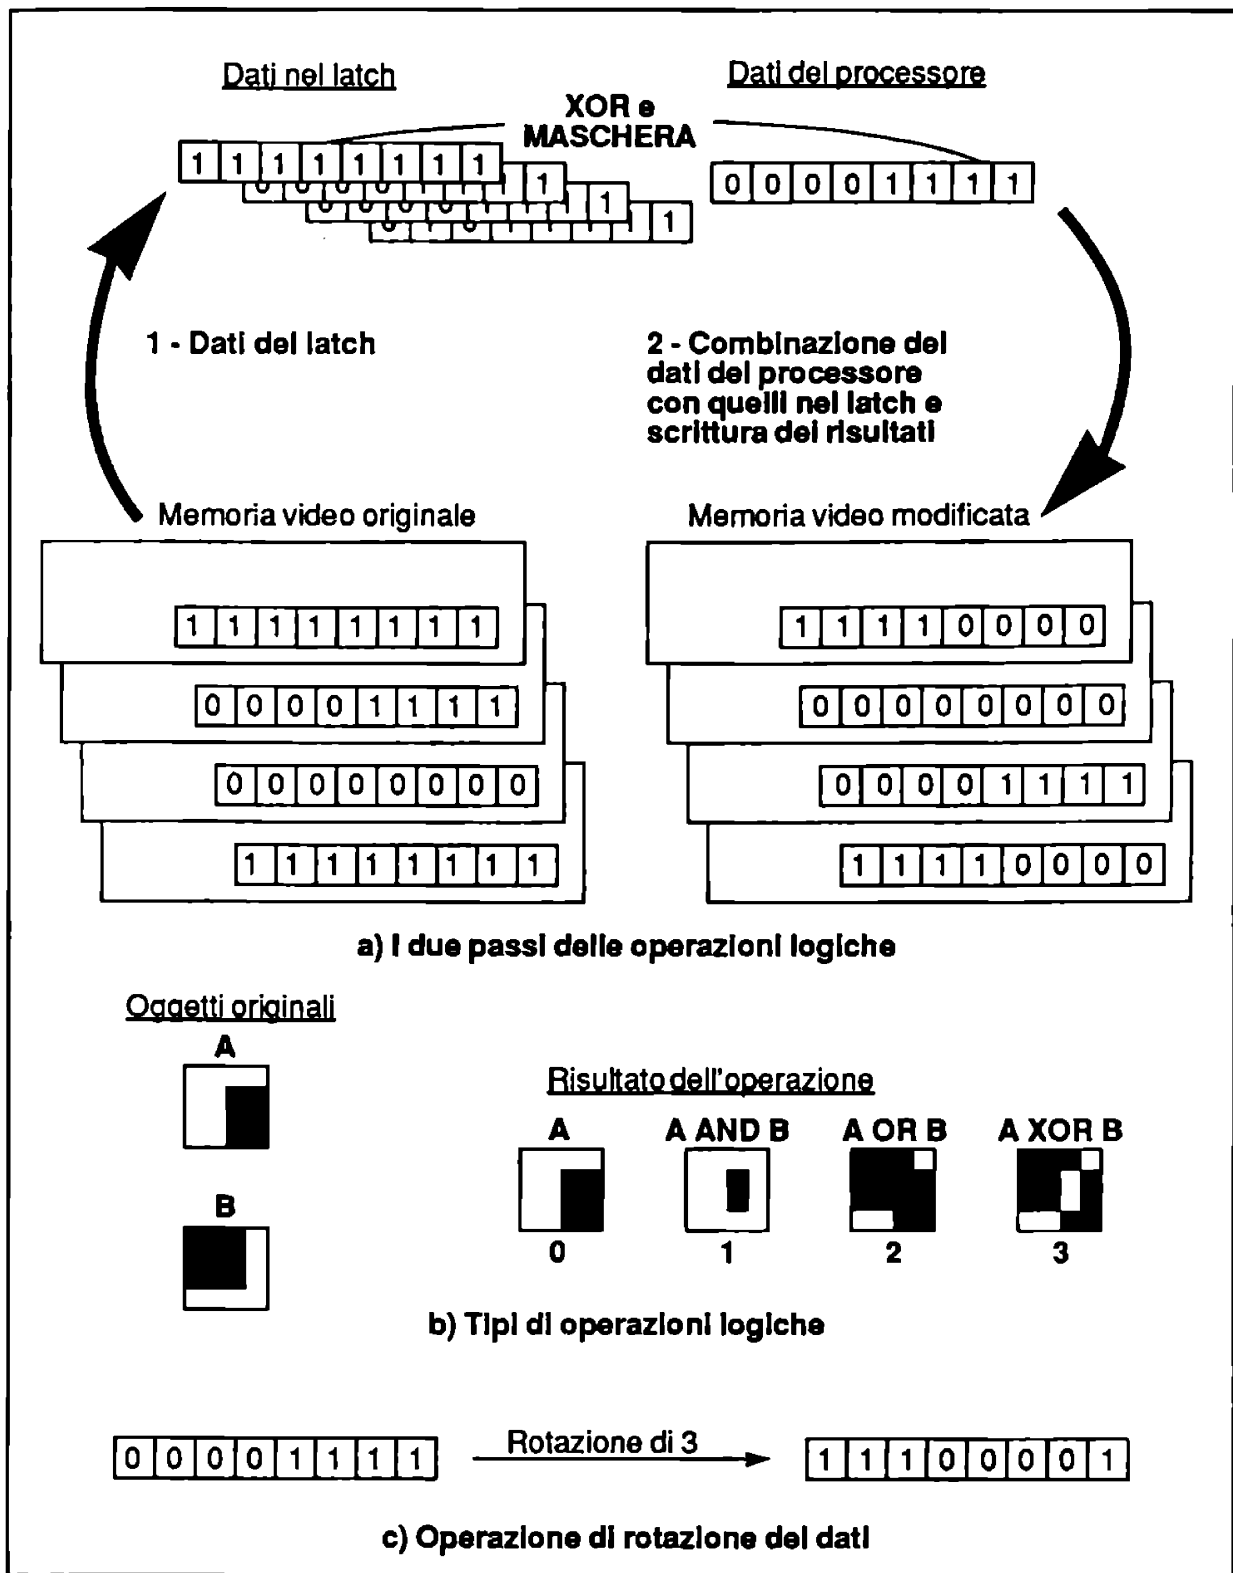 Dati nel latch
Dati del processore
XOR e
MASCHERA
1 1 1 1 1 1 1 1
1
1
1
0 0 0 0 1 1 1 1
1 - Dati del latch
2 - Combinazione dei
dati del processore
con quelli nel latch e
scrittura dei risultati
Memoria video originale
Memoria video modificata
1 1 1 1 1 1 1 1
0 0 0 0 1 1 1 1
0 0 0 0 0 0 0 0
1 1 1 1 1 1 1 1
1 1 1 1 0 0 0 0
0 0 0 0 0 0 0 0
0 0 0 0 1 1 1 1
1 1 1 1 0 0 0 0
a) I due passi delle operazioni logiche
Oggetti originali
A
B
Risultato dell'operazione
A
A AND B
A OR B
A XOR B
0
1
2
3
b) Tipi di operazioni logiche
0 0 0 0 1 1 1 1
Rotazione di 3
1 1 1 0 0 0 0 1
c) Operazione di rotazione dei dati